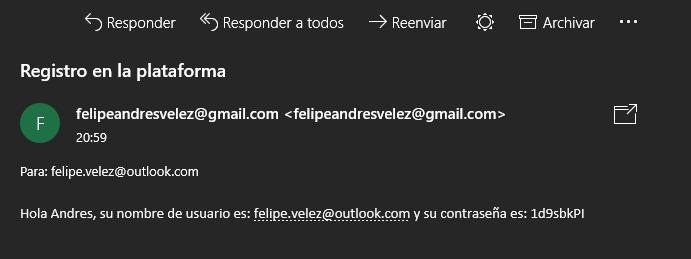 Responder Responder a todos Reenviar Archivar
Registro en la plataforma
F
felipeandresvelez@gmail.com <felipeandresvelez@gmail.com>
20:59
Para: felipe.velez@outlook.com
Hola Andres, su nombre de usuario es: felipe.velez@outlook.com y su contraseña es: 1d9sbkPI